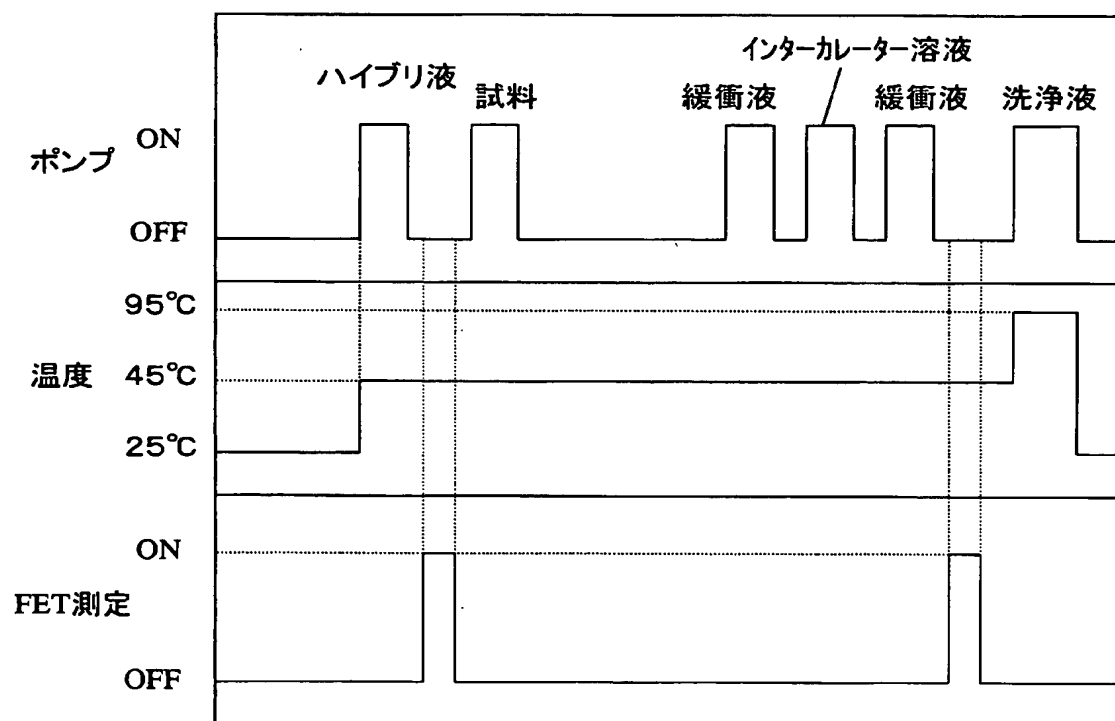 インターカレーター溶液
ハイブリ液
試料
緩衝液
緩衝液
洗浄液
ON
ポンプ
OFF
95℃
温度
45℃
25℃
ON
FET測定
OFF